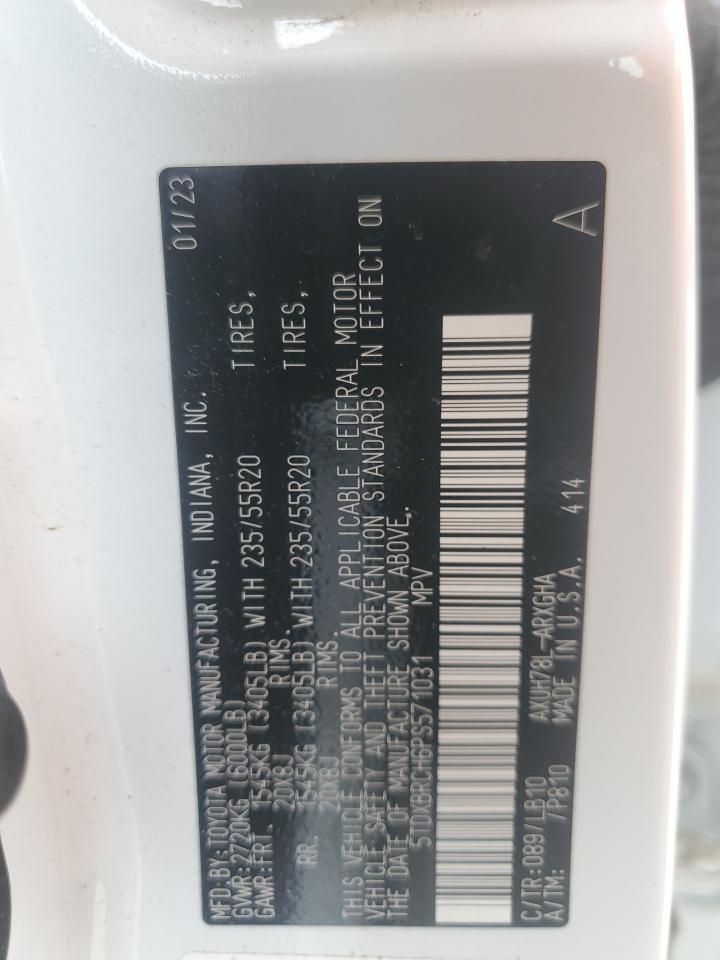 MFD.BY:TOYOTA MOTOR MANUFACTURING, INDIANA, INC. 01/23
GVWR:2720KG (6000LB)
GAWR:FRT. 1545KG (3405LB) WITH 235/55R20 TIRES,
20X8J RIMS.
RR. 1545KG (3405LB) WITH 235/55R20 TIRES,
20X8J RIMS.
THIS VEHICLE CONFORMS TO ALL APPLICABLE FEDERAL MOTOR
VEHICLE SAFETY AND THEFT PREVENTION STANDARDS IN EFFECT ON
THE DATE OF MANUFACTURE SHOWN ABOVE.
MPV
C/TR:089/LB10 AXUH78L-ARXGHA
A/TM: /P810 MADE IN U.S.A. 414 A